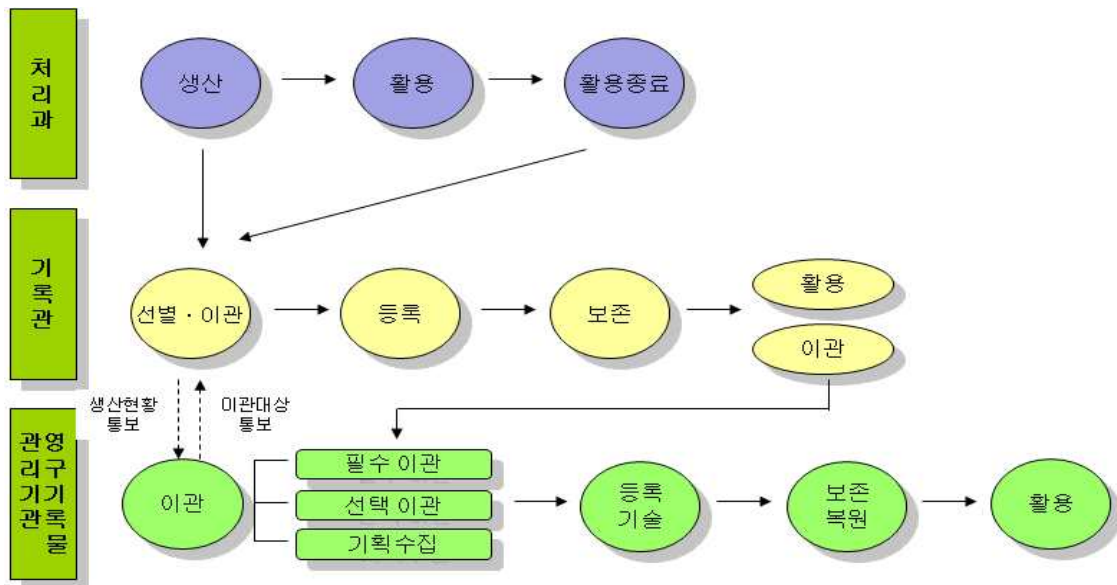 처리과
생산
활용
활용종료
기록관
선별·이관
등록
보존
활용
이관
생산현황
통보
이관대상
통보
영구기록물
관리기관
이관
필수 이관
선택 이관
기획수집
등록
기술
보존
복원
활용